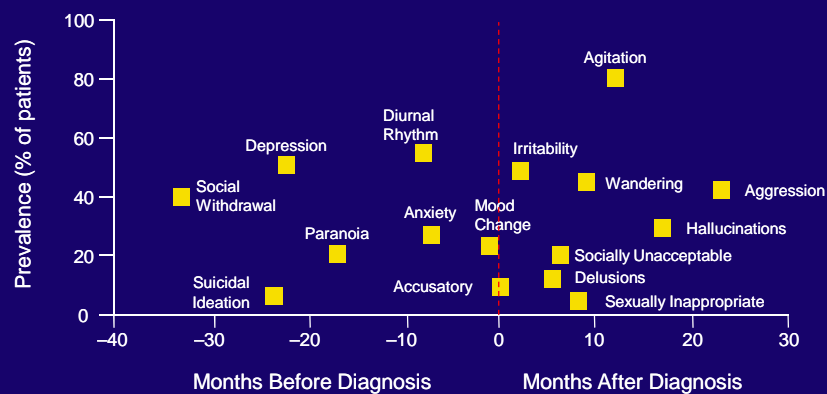 Prevalence (% of patients)
100
80
60
40
20
0
Agitation
Diurnal
Rhythm
Depression
Irritability
Social
Withdrawal
Wandering
Aggression
Anxiety
Mood
Change
Paranoia
Hallucinations
Socially Unacceptable
Suicidal
Ideation
Accusatory
Delusions
Sexually Inappropriate
–40
–30
–20
–10
0
10
20
30
Months Before Diagnosis
Months After Diagnosis